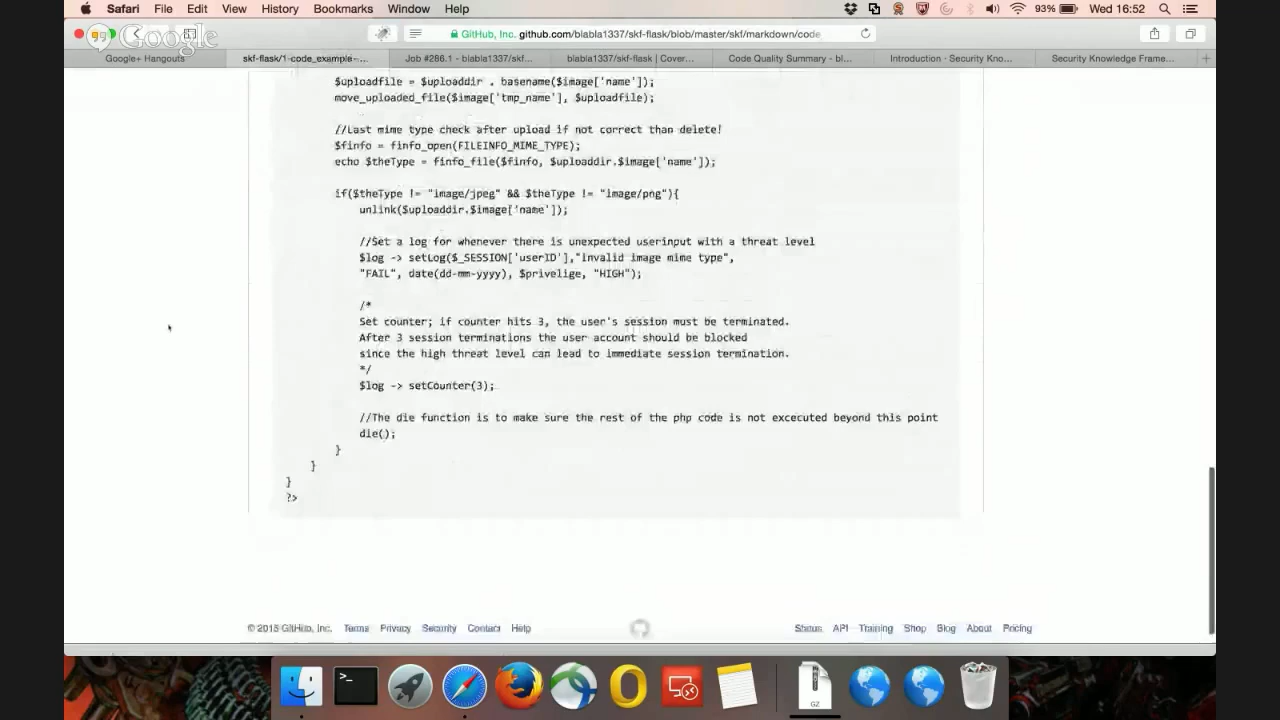 Safari File Edit View History Bookmarks Window Help 93% Wed 16:52
Google
GitHub, Inc. github.com/blabla1337/skf-flask/blob/master/skf/markdown/code_
Google+ Hangouts skf-flask/1-code_example-... Job #286.1 - blabla1337/skf... blabla1337/skf-flask | Cover... Code Quality Summary - bl... Introduction · Security Kno... Security Knowledge Frame...
$uploadfile = $uploaddir . basename($image['name']);
move_uploaded_file($image['tmp_name'], $uploadfile);
//Last mime type check after upload if not correct than delete!
$finfo = finfo_open(FILEINFO_MIME_TYPE);
echo $theType = finfo_file($finfo, $uploaddir.$image['name']);
if($theType != "image/jpeg" && $theType != "image/png"){
unlink($uploaddir.$image['name']);
//Set a log for whenever there is unexpected userinput with a threat level
$log -> setLog($_SESSION['userID'],"invalid image mime type",
"FAIL", date(dd-mm-yyyy), $privelige, "HIGH");
/*
Set counter; if counter hits 3, the user's session must be terminated.
After 3 session terminations the user account should be blocked
since the high threat level can lead to immediate session termination.
*/
$log -> setCounter(3);
//The die function is to make sure the rest of the php code is not excecuted beyond this point
die();
}
}
}
?>
© 2015 GitHub, Inc. Terms Privacy Security Contact Help Status API Training Shop Blog About Pricing
GZ